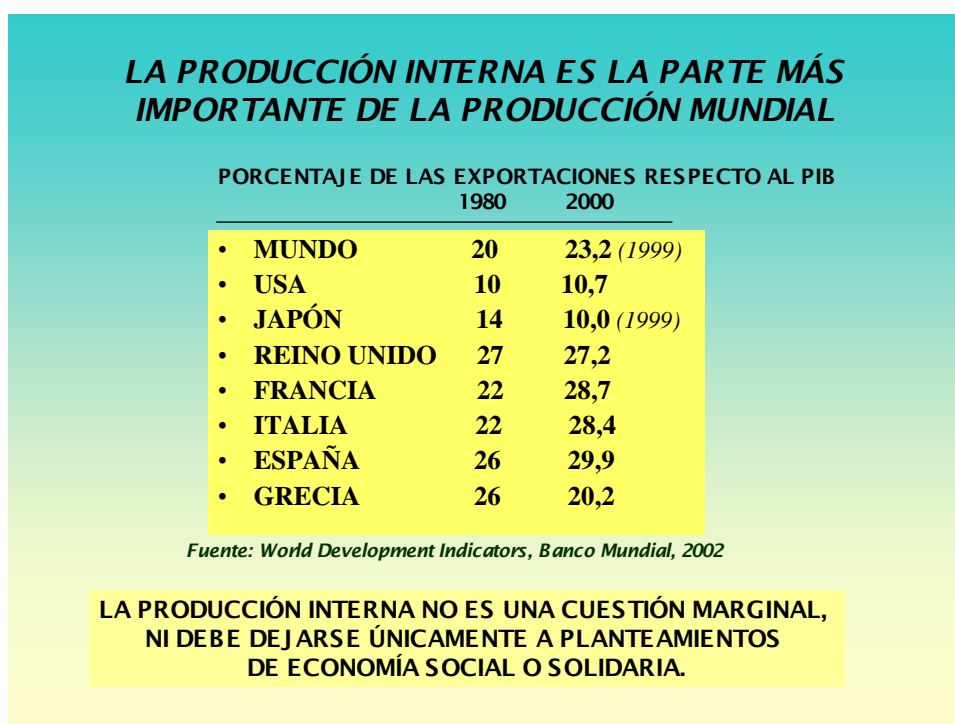 LA PRODUCCIÓN INTERNA ES LA PARTE MÁS
IMPORTANTE DE LA PRODUCCIÓN MUNDIAL
PORCENTAJE DE LAS EXPORTACIONES RESPECTO AL PIB
1980 2000
• MUNDO 20 23,2 (1999)
• USA 10 10,7
• JAPÓN 14 10,0 (1999)
• REINO UNIDO 27 27,2
• FRANCIA 22 28,7
• ITALIA 22 28,4
• ESPAÑA 26 29,9
• GRECIA 26 20,2
Fuente: World Development Indicators, Banco Mundial, 2002
LA PRODUCCIÓN INTERNA NO ES UNA CUESTIÓN MARGINAL,
NI DEBE DEJARSE ÚNICAMENTE A PLANTEAMIENTOS
DE ECONOMÍA SOCIAL O SOLIDARIA.